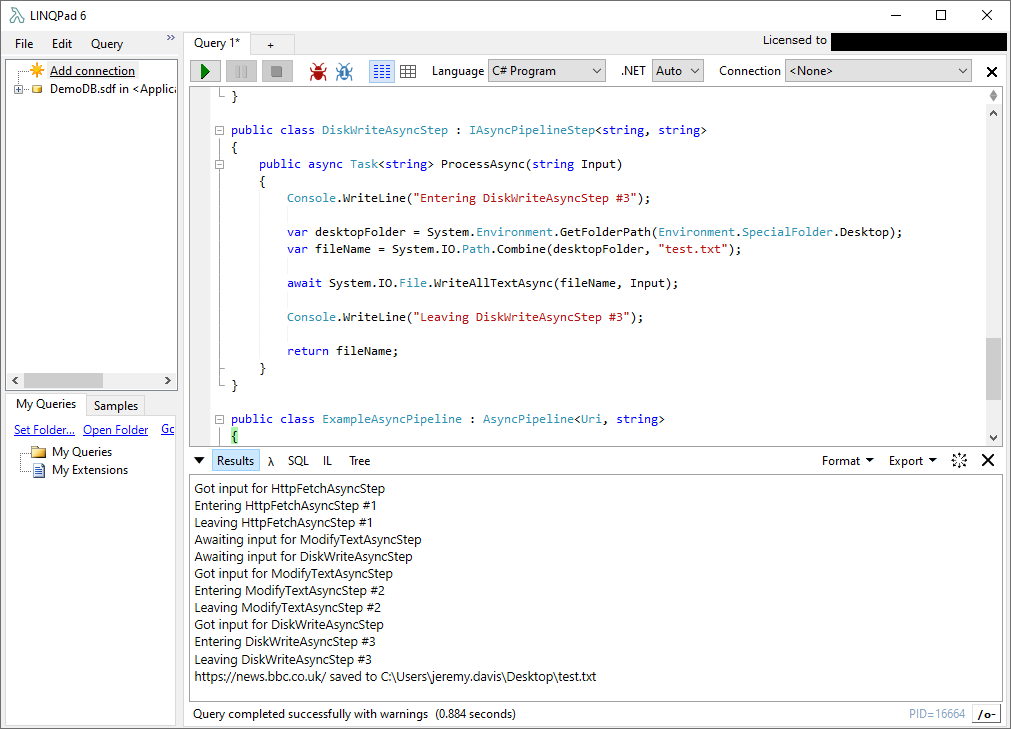 LINQPad 6
File Edit Query »
Query 1* +
Licensed to
Language C# Program .NET Auto Connection <None>
Add connection
DemoDB.sdf in <Applica
}
public class DiskWriteAsyncStep : IAsyncPipelineStep<string, string>
{
public async Task<string> ProcessAsync(string Input)
{
Console.WriteLine("Entering DiskWriteAsyncStep #3");
var desktopFolder = System.Environment.GetFolderPath(Environment.SpecialFolder.Desktop);
var fileName = System.IO.Path.Combine(desktopFolder, "test.txt");
await System.IO.File.WriteAllTextAsync(fileName, Input);
Console.WriteLine("Leaving DiskWriteAsyncStep #3");
return fileName;
}
}
public class ExampleAsyncPipeline : AsyncPipeline<Uri, string>
{
My Queries Samples
Set Folder... Open Folder Go
My Queries
My Extensions
Results λ SQL IL Tree Format Export
Got input for HttpFetchAsyncStep
Entering HttpFetchAsyncStep #1
Leaving HttpFetchAsyncStep #1
Awaiting input for ModifyTextAsyncStep
Awaiting input for DiskWriteAsyncStep
Got input for ModifyTextAsyncStep
Entering ModifyTextAsyncStep #2
Leaving ModifyTextAsyncStep #2
Got input for DiskWriteAsyncStep
Entering DiskWriteAsyncStep #3
Leaving DiskWriteAsyncStep #3
https://news.bbc.co.uk/ saved to C:\Users\jeremy.davis\Desktop\test.txt
Query completed successfully with warnings (0.884 seconds) PID=16664 /o-